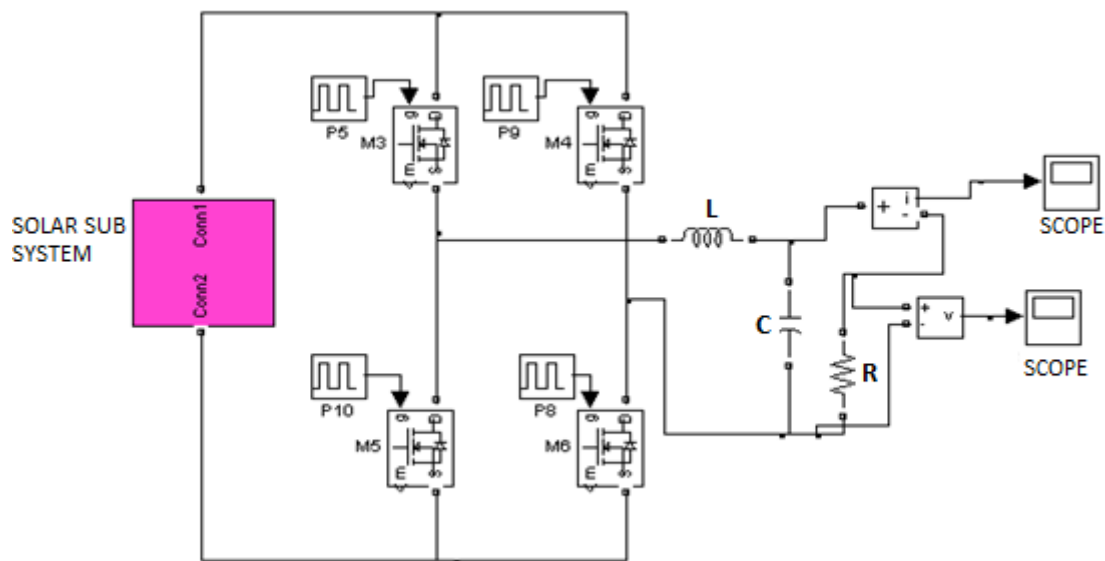 SOLAR SUB
SYSTEM
Conn1
Conn2
P5
M3
g
D
m
s
P9
M4
g
D
m
s
P10
M5
g
D
m
s
P8
M6
g
D
m
s
L
C
R
+
i
-
SCOPE
+
-
v
SCOPE